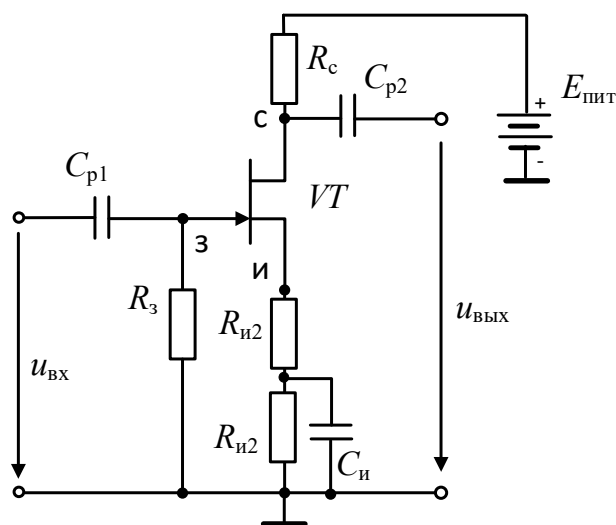 Rс
Cр2
Eпит
+
-
с
Cр1
VT
з
и
Rз
Rи2
uвых
uвх
Rи2
Cи